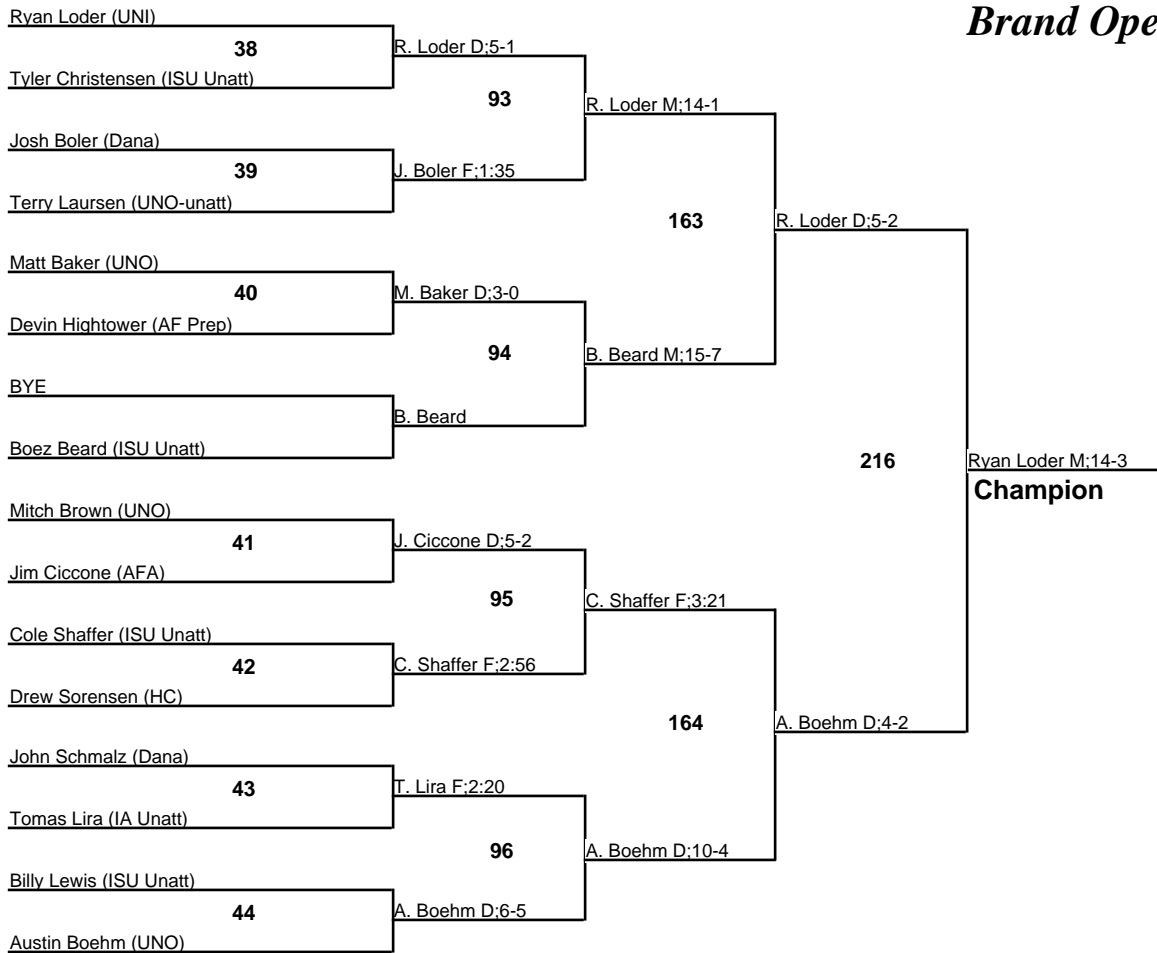 Brand Ope
Ryan Loder (UNI)
38
R. Loder D;5-1
Tyler Christensen (ISU Unatt)
93
R. Loder M;14-1
Josh Boler (Dana)
39
J. Boler F;1:35
Terry Laursen (UNO-unatt)
163
R. Loder D;5-2
Matt Baker (UNO)
40
M. Baker D;3-0
Devin Hightower (AF Prep)
94
B. Beard M;15-7
BYE
B. Beard
Boez Beard (ISU Unatt)
216
Ryan Loder M;14-3
Champion
Mitch Brown (UNO)
41
J. Ciccone D;5-2
Jim Ciccone (AFA)
95
C. Shaffer F;3:21
Cole Shaffer (ISU Unatt)
42
C. Shaffer F;2:56
Drew Sorensen (HC)
164
A. Boehm D;4-2
John Schmalz (Dana)
43
T. Lira F;2:20
Tomas Lira (IA Unatt)
96
A. Boehm D;10-4
Billy Lewis (ISU Unatt)
44
A. Boehm D;6-5
Austin Boehm (UNO)